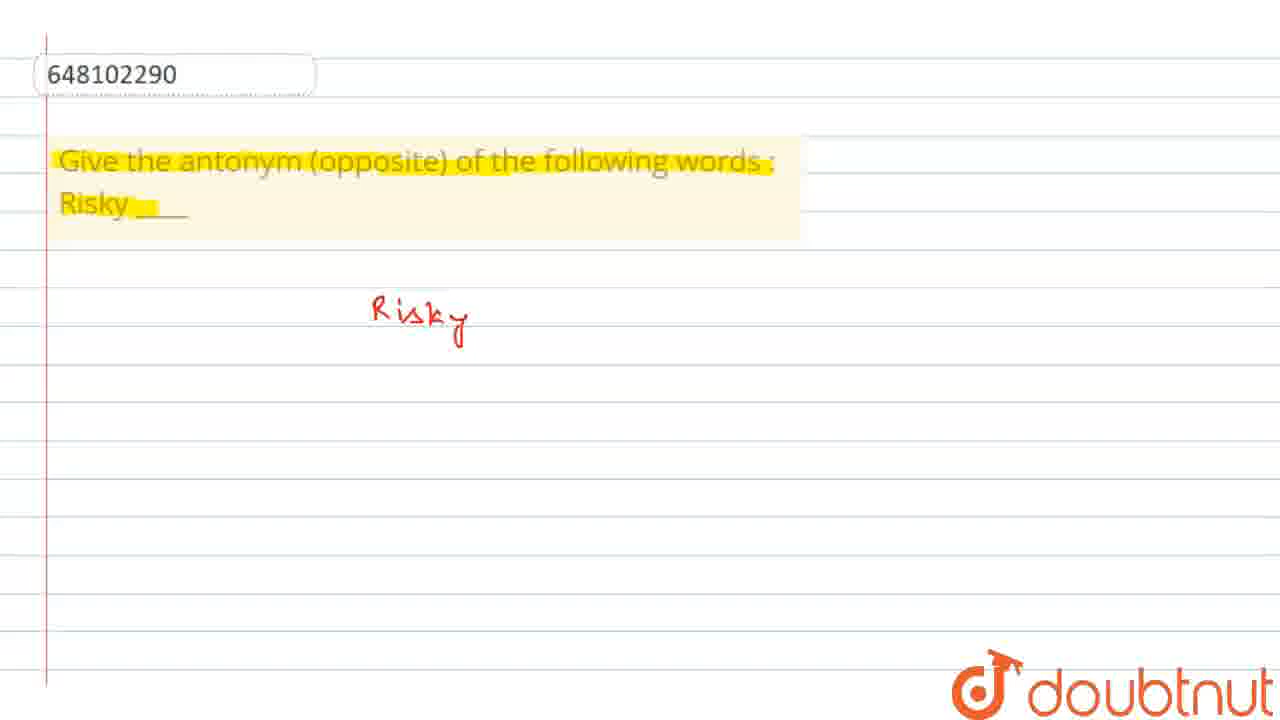 648102290
Give the antonym (opposite) of the following words :
Risky ____
Risky
doubtnut